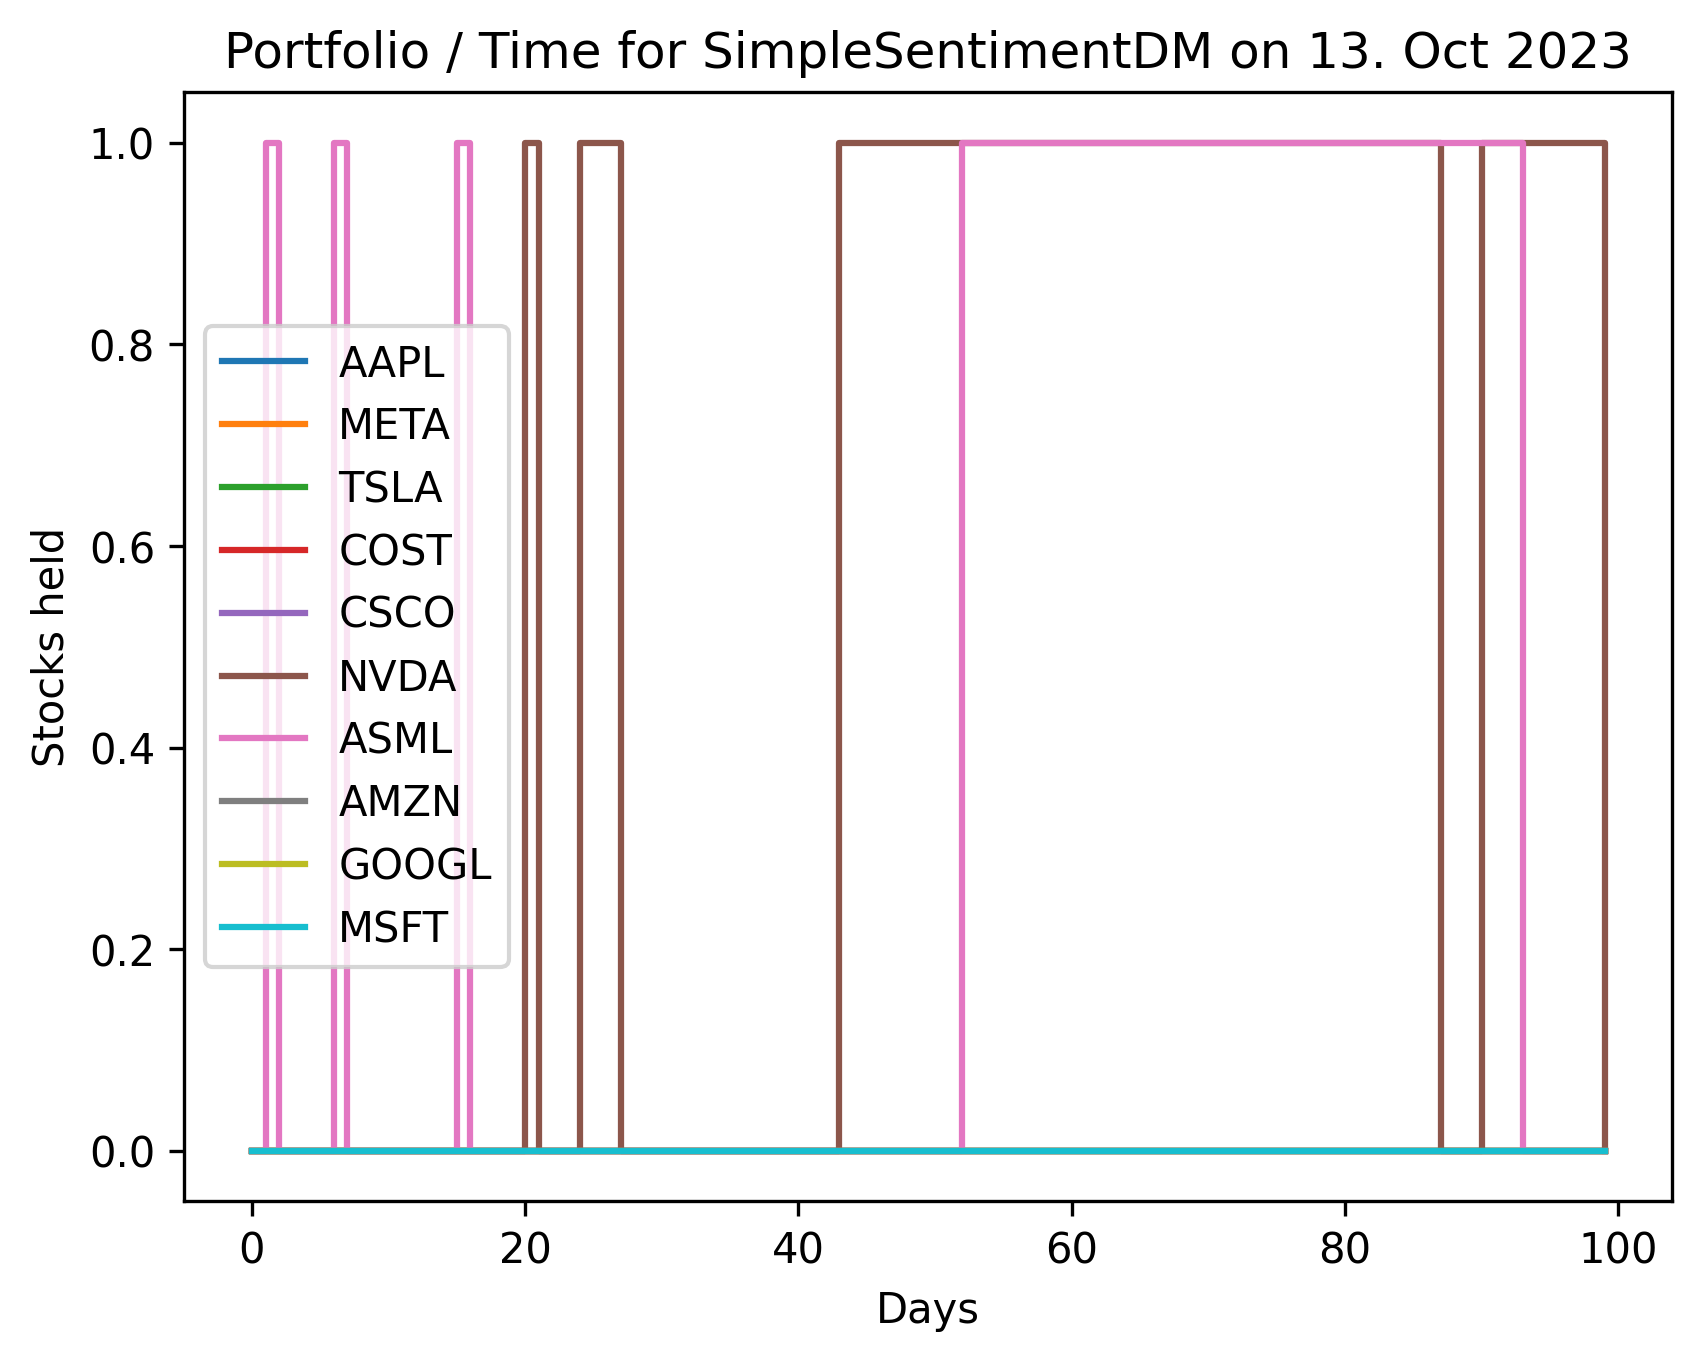 Portfolio / Time for SimpleSentimentDM on 13. Oct 2023
1.0
0.8
0.6
0.4
0.2
0.0
Stocks held
AAPL
META
TSLA
COST
CSCO
NVDA
ASML
AMZN
GOOGL
MSFT
0 20 40 60 80 100
Days